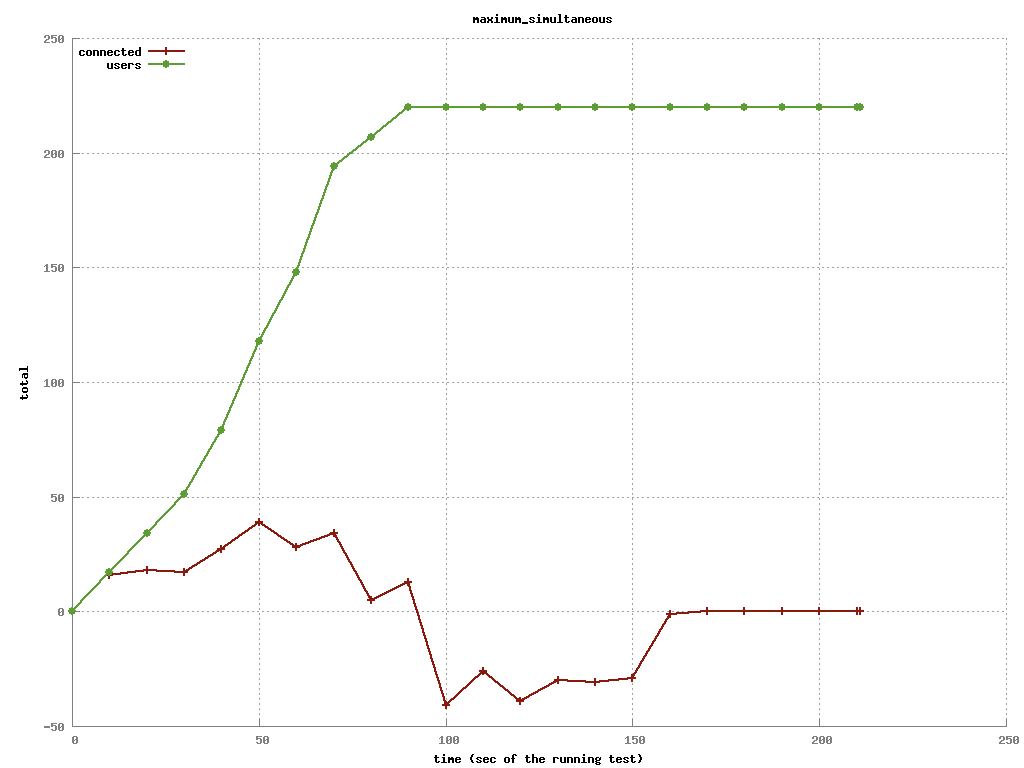 maximum_simultaneous
connected
users
250
200
150
100
50
0
-50
total
0 50 100 150 200 250
time (sec of the running test)